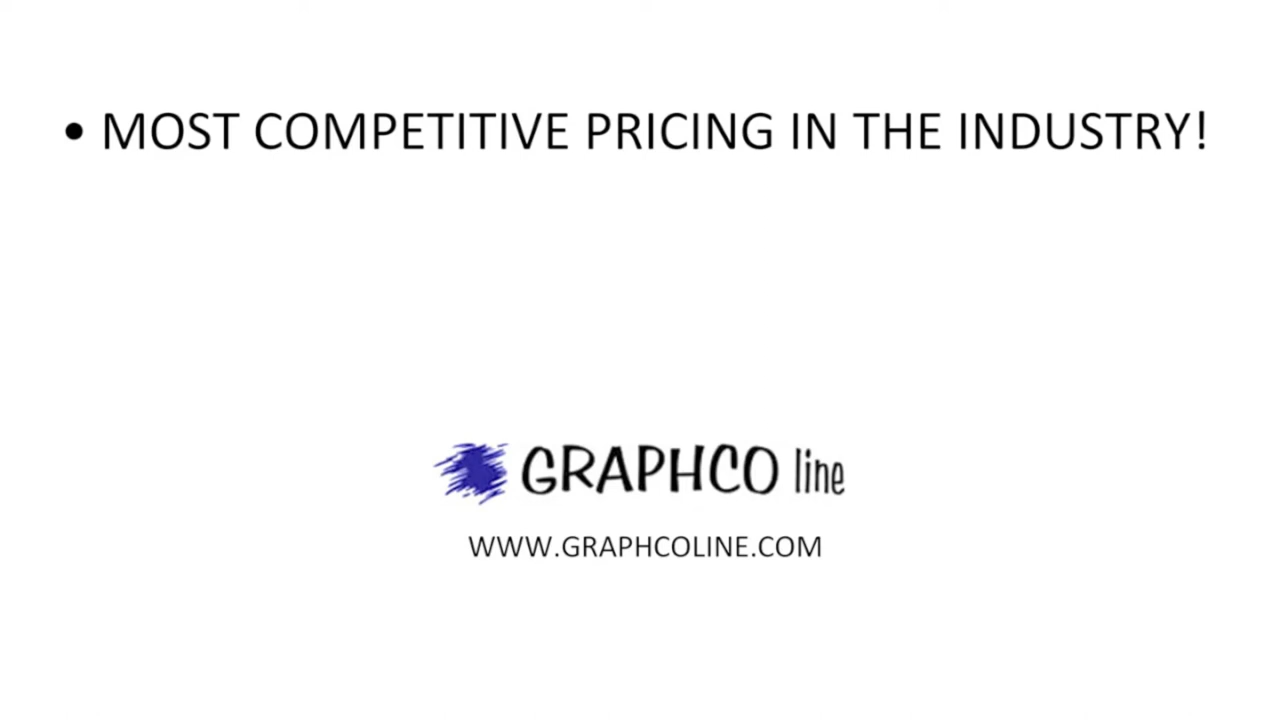 • MOST COMPETITIVE PRICING IN THE INDUSTRY!
GRAPHCO line
WWW.GRAPHCOLINE.COM